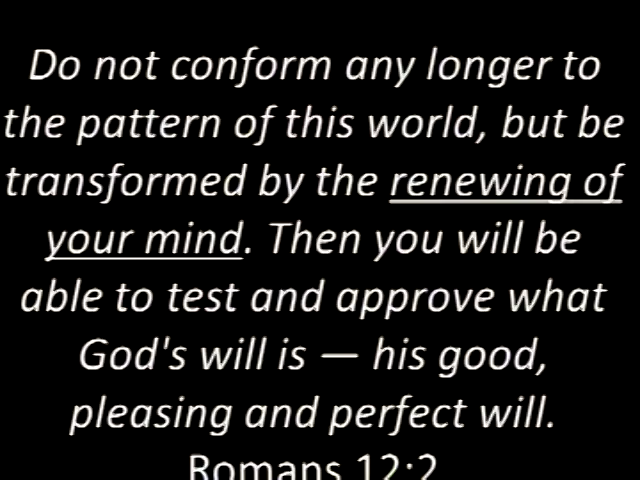 Do not conform any longer to
the pattern of this world, but be
transformed by the renewing of
your mind. Then you will be
able to test and approve what
God's will is — his good,
pleasing and perfect will.
Romans 12:2